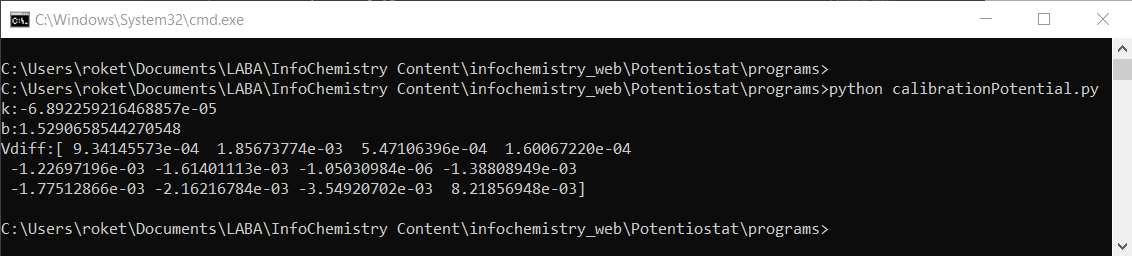 C:\Windows\System32\cmd.exe
C:\Users\roket\Documents\LABA\InfoChemistry Content\infochemistry_web\Potentiostat\programs>
C:\Users\roket\Documents\LABA\InfoChemistry Content\infochemistry_web\Potentiostat\programs>python calibrationPotential.py
k:-6.892259216468857e-05
b:1.5290658544270548
Vdiff:[ 9.34145573e-04  1.85673774e-03  5.47106396e-04  1.60067220e-04
 -1.22697196e-03 -1.61401113e-03 -1.05030984e-06 -1.38808949e-03
 -1.77512866e-03 -2.16216784e-03 -3.54920702e-03  8.21856948e-03]
C:\Users\roket\Documents\LABA\InfoChemistry Content\infochemistry_web\Potentiostat\programs>